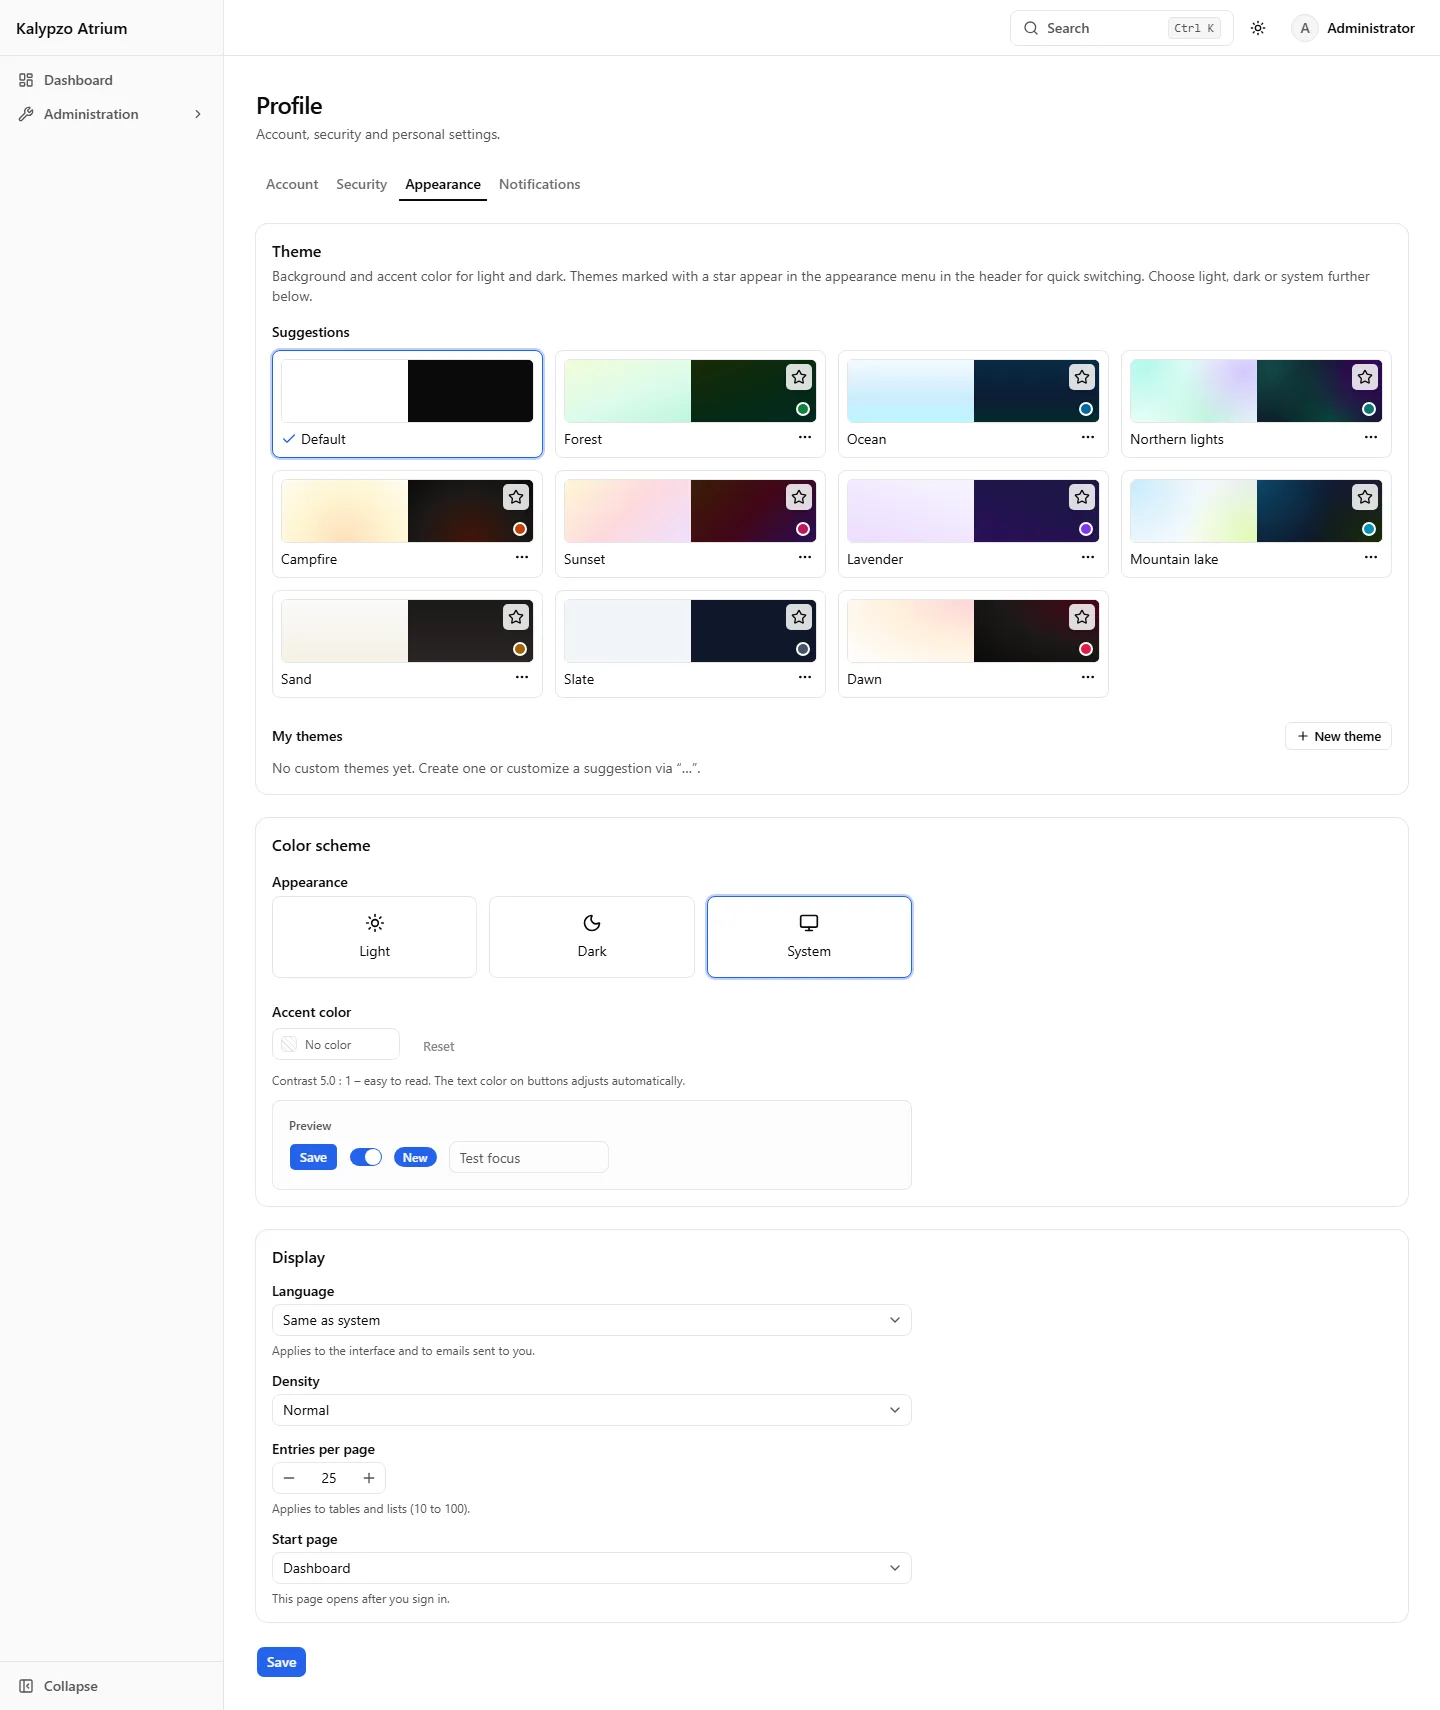 Kalypzo Atrium
Search
Ctrl K
A
Administrator
Dashboard
Administration
Profile
Account, security and personal settings.
Account
Security
Appearance
Notifications
Theme
Background and accent color for light and dark. Themes marked with a star appear in the appearance menu in the header for quick switching. Choose light, dark or system further
below.
Suggestions
Default
Forest
Ocean
Northern lights
Campfire
Sunset
Lavender
Mountain lake
Sand
Slate
Dawn
My themes
New theme
No custom themes yet. Create one or customize a suggestion via “…”.
Color scheme
Appearance
Light
Dark
System
Accent color
No color
Reset
Contrast 5.0 : 1 – easy to read. The text color on buttons adjusts automatically.
Preview
Save
New
Test focus
Display
Language
Same as system
Applies to the interface and to emails sent to you.
Density
Normal
Entries per page
25
Applies to tables and lists (10 to 100).
Start page
Dashboard
This page opens after you sign in.
Save
Collapse